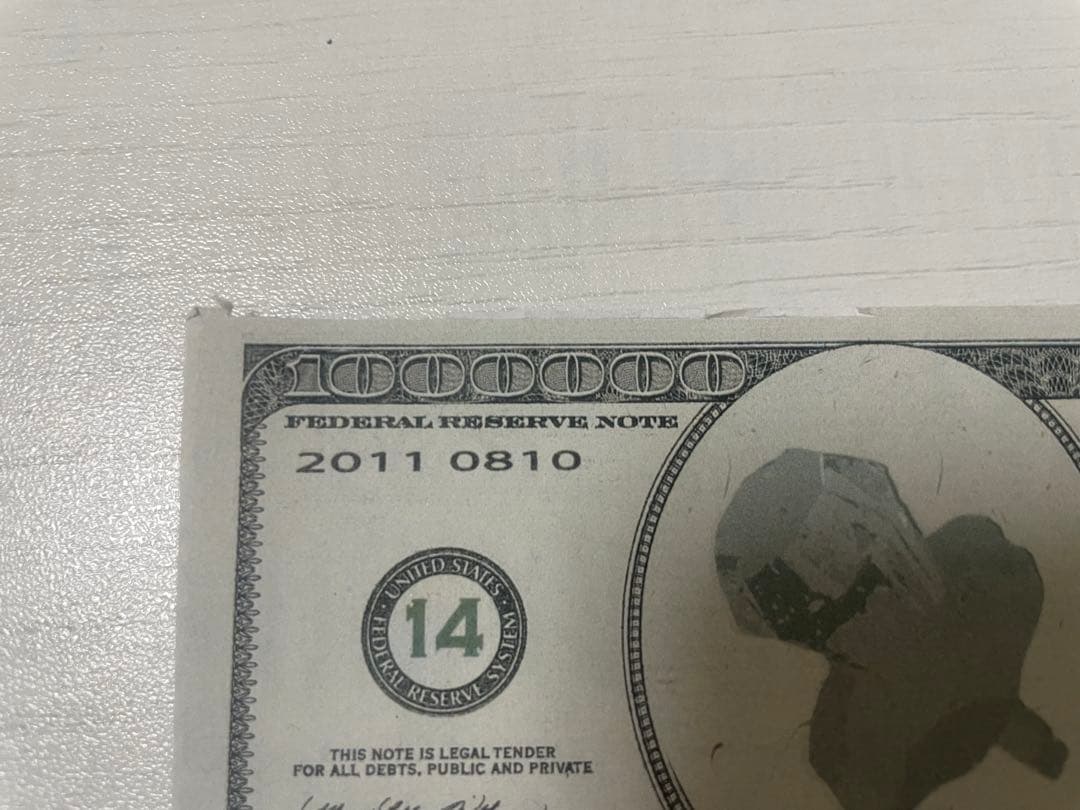 1000000
FEDERAL RESERVE NOTE
2011 0810
UNITED STATES
FEDERAL RESERVE SYSTEM
14
THIS NOTE IS LEGAL TENDER
FOR ALL DEBTS, PUBLIC AND PRIVATE